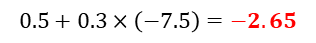 0.5 + 0.3 × (−7.5) = −2.65